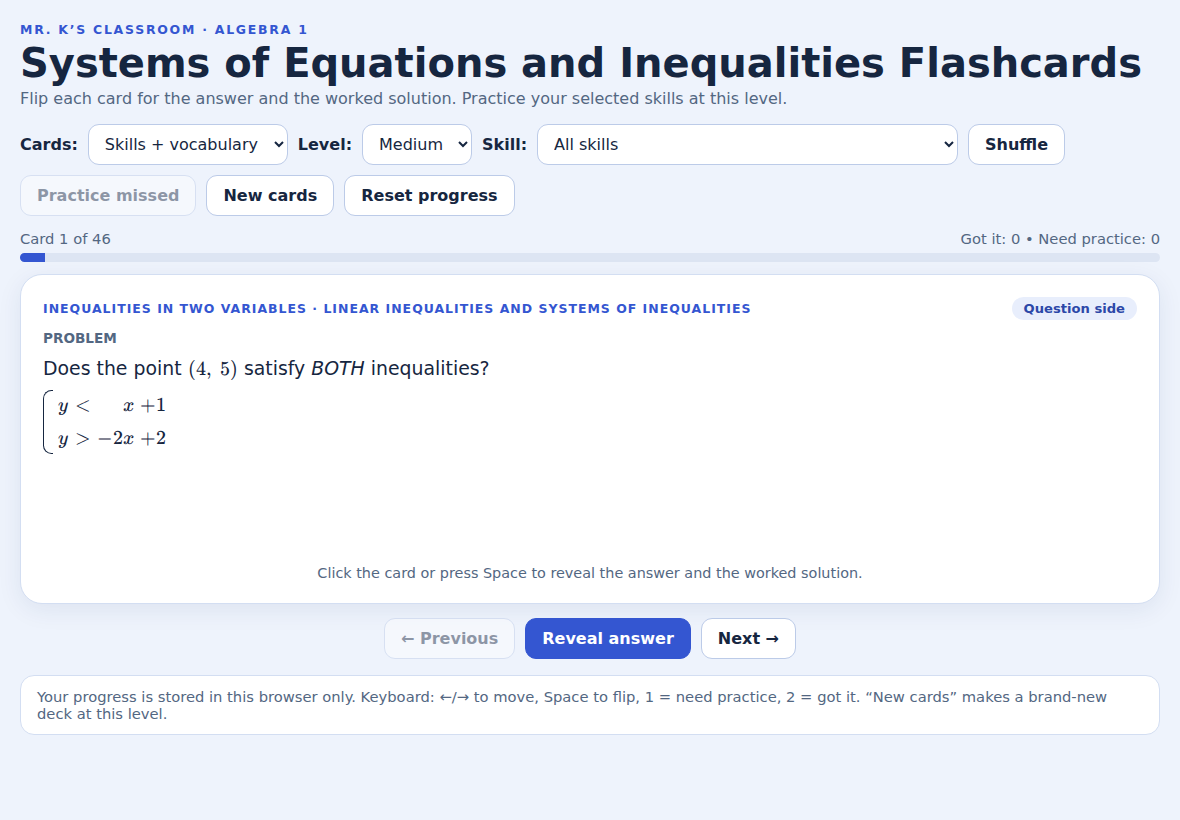 MR. K’S CLASSROOM · ALGEBRA 1
Systems of Equations and Inequalities Flashcards
Flip each card for the answer and the worked solution. Practice your selected skills at this level.
Cards: Skills + vocabulary Level: Medium Skill: All skills Shuffle
Practice missed New cards Reset progress
Card 1 of 46 Got it: 0 • Need practice: 0
INEQUALITIES IN TWO VARIABLES · LINEAR INEQUALITIES AND SYSTEMS OF INEQUALITIES Question side
PROBLEM
Does the point (4, 5) satisfy BOTH inequalities?
y < x + 1
y > −2x + 2
Click the card or press Space to reveal the answer and the worked solution.
← Previous Reveal answer Next →
Your progress is stored in this browser only. Keyboard: ←/→ to move, Space to flip, 1 = need practice, 2 = got it. “New cards” makes a brand-new
deck at this level.